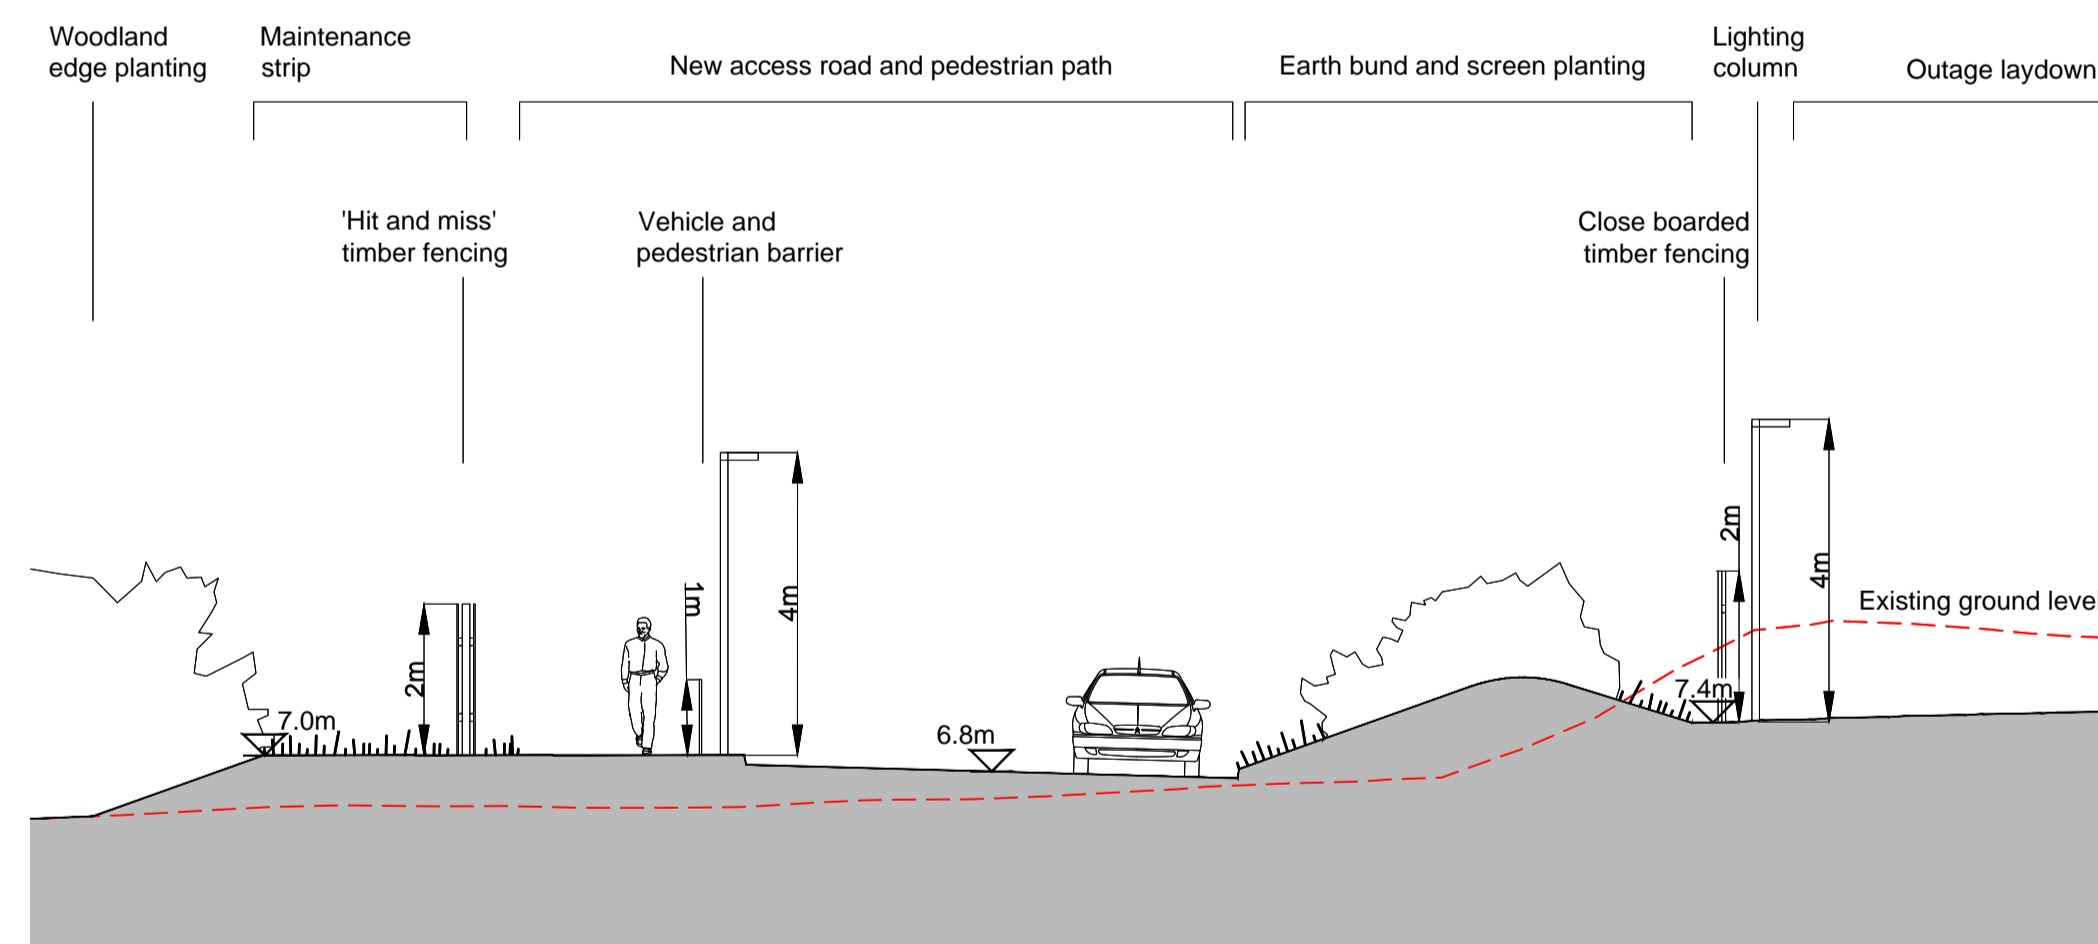 Woodland
edge planting
Maintenance
strip
New access road and pedestrian path
Earth bund and screen planting
Lighting
column
Outage laydown
'Hit and miss'
timber fencing
Vehicle and
pedestrian barrier
Close boarded
timber fencing
2m
1m
4m
2m
4m
Existing ground leve
7.0m
6.8m
7.4m